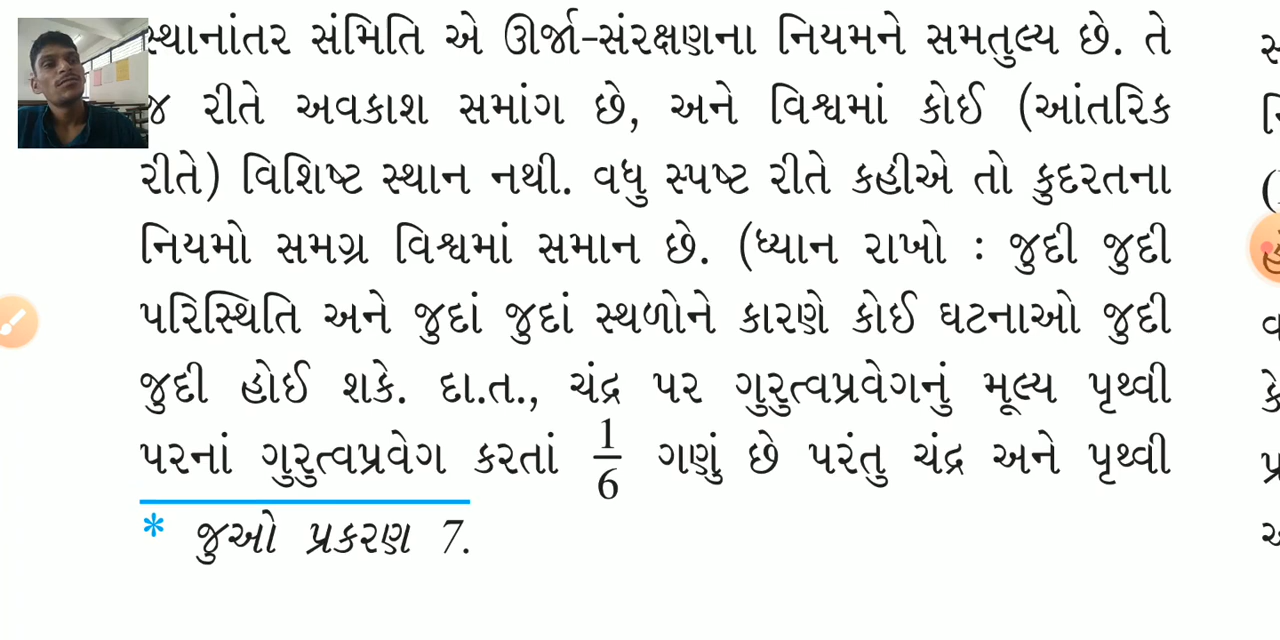 સ્થાનાંતર સંમિતિ એ ઊર્જા-સંરક્ષણના નિયમને સમતુલ્ય છે. તે
જ રીતે અવકાશ સમાંગ છે, અને વિશ્વમાં કોઈ (આંતરિક
રીતે) વિશિષ્ટ સ્થાન નથી. વધુ સ્પષ્ટ રીતે કહીએ તો કુદરતના
નિયમો સમગ્ર વિશ્વમાં સમાન છે. (ધ્યાન રાખો : જુદી જુદી
પરિસ્થિતિ અને જુદાં જુદાં સ્થળોને કારણે કોઈ ઘટનાઓ જુદી
જુદી હોઈ શકે. દા.ત., ચંદ્ર પર ગુરુત્વપ્રવેગનું મૂલ્ય પૃથ્વી
પરનાં ગુરુત્વપ્રવેગ કરતાં 1/6 ગણું છે પરંતુ ચંદ્ર અને પૃથ્વી
* જુઓ પ્રકરણ 7.